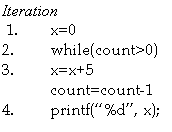 Iteration
1. x=0
2. while(count>0)
3. x=x+5
count=count-1
4. printf("%d", x);